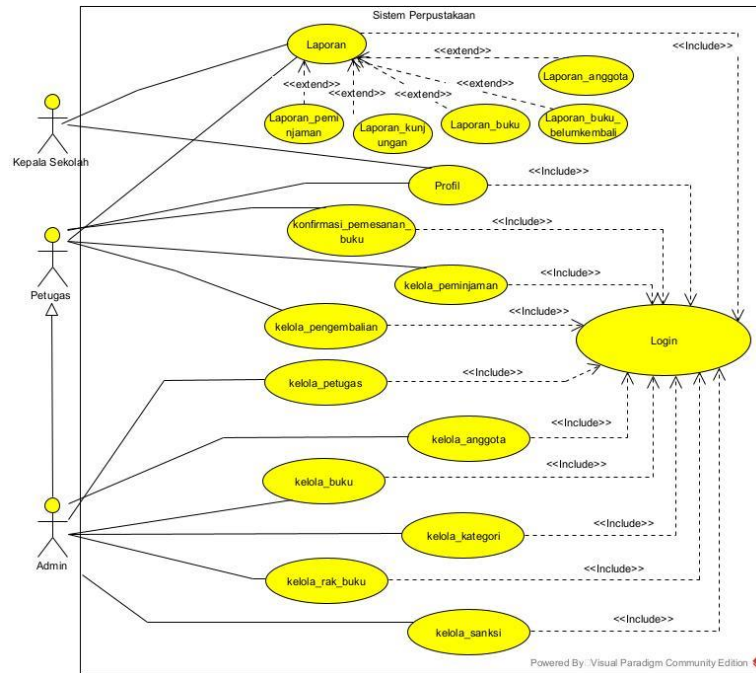 Sistem Perpustakaan
Laporan
<<Include>>
<<extend>>
Laporan_anggota
<<extend>>
<<extend>>
<<extend>>
<<extend>>
Laporan_pemi
njaman
Laporan_kunj
ungan
Laporan_buku
Laporan_buku_
belumkembali
Kepala Sekolah
Profil
<<Include>>
konfirmasi_pemesanan_
buku
<<Include>>
Petugas
kelola_peminjaman
<<Include>>
kelola_pengembalian
<<Include>>
Login
kelola_petugas
<<Include>>
kelola_anggota
<<Include>>
kelola_buku
<<Include>>
Admin
kelola_kategori
<<Include>>
kelola_rak_buku
<<Include>>
kelola_sanksi
<<Include>>
Powered By Visual Paradigm Community Edition